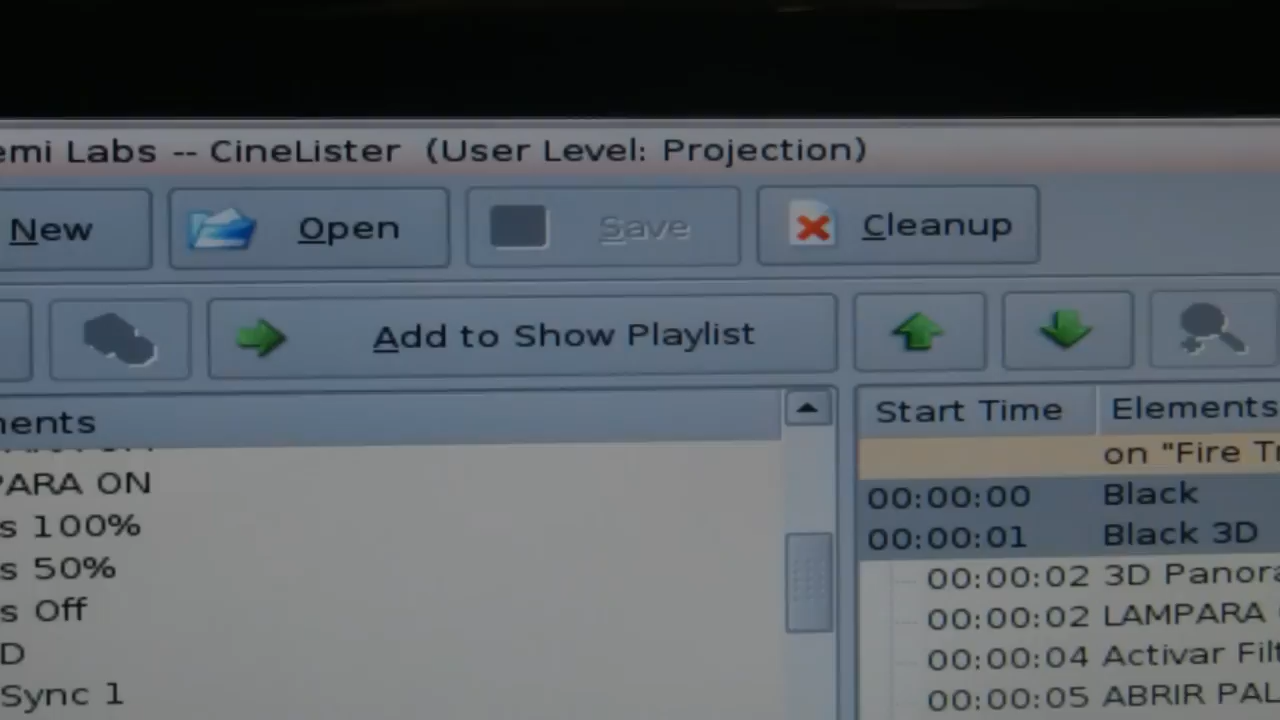 emi Labs -- CineLister (User Level: Projection)
New Open Save Cleanup
Add to Show Playlist
ments
PARA ON
s 100%
s 50%
s Off
D
Sync 1
Start Time Elements
on "Fire Tr
00:00:00 Black
00:00:01 Black 3D
00:00:02 3D Panora
00:00:02 LAMPARA
00:00:04 Activar Filt
00:00:05 ABRIR PAL